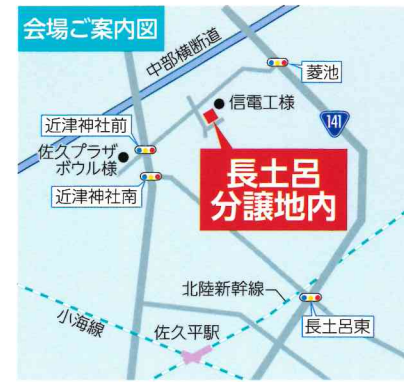 会場ご案内図
中部横断道
菱池
信電工様
141
近津神社前
佐久プラザ
ボウル様
近津神社南
長土呂
分譲地内
北陸新幹線
小海線
佐久平駅
長土呂東